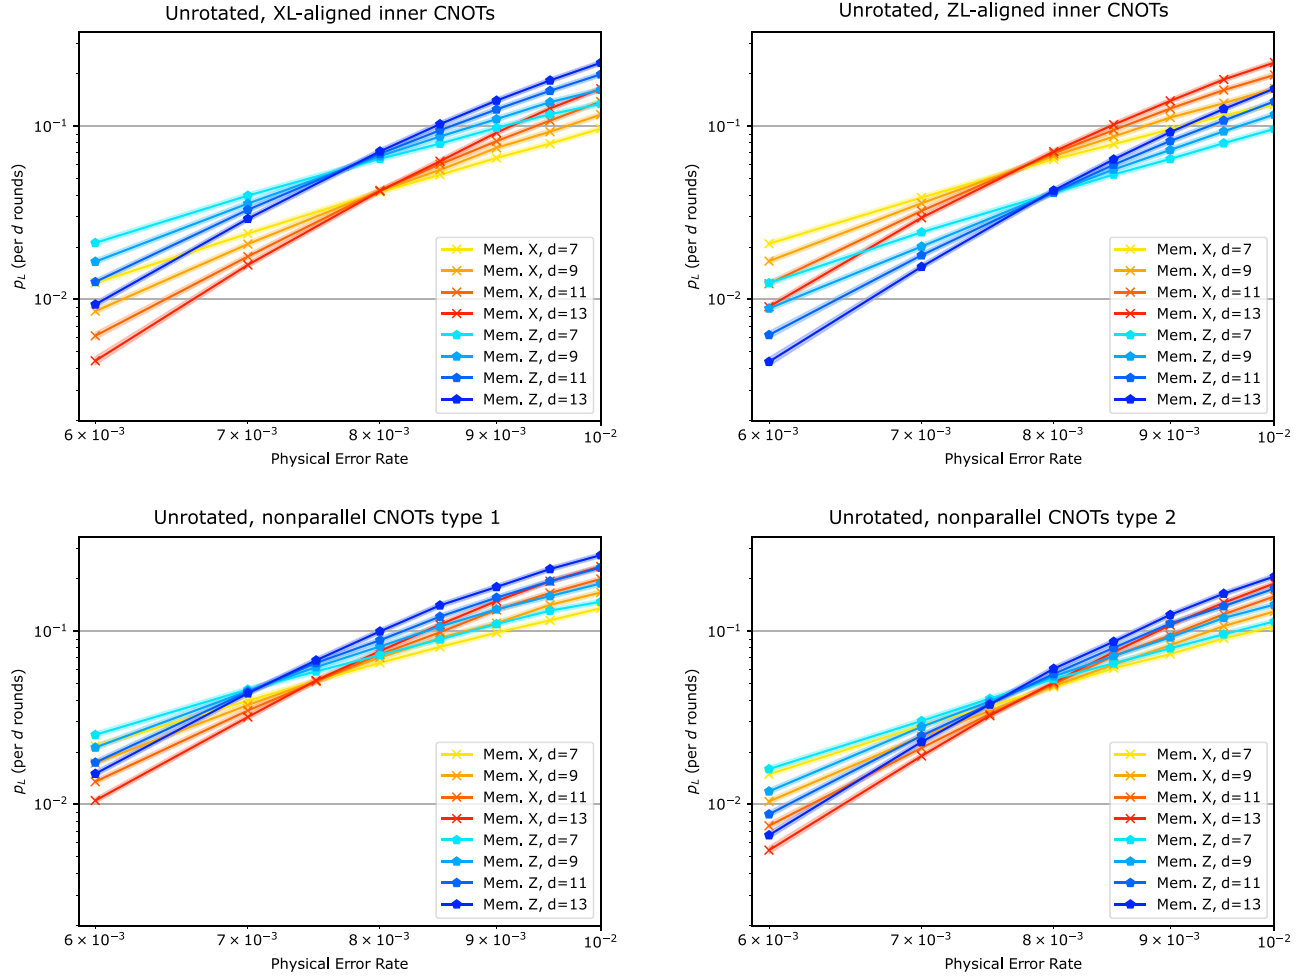 Unrotated, XL-aligned inner CNOTs
10⁻¹
10⁻²
p_L (per d rounds)
Mem. X, d=7
Mem. X, d=9
Mem. X, d=11
Mem. X, d=13
Mem. Z, d=7
Mem. Z, d=9
Mem. Z, d=11
Mem. Z, d=13
6 × 10⁻³ 7 × 10⁻³ 8 × 10⁻³ 9 × 10⁻³ 10⁻²
Physical Error Rate
Unrotated, ZL-aligned inner CNOTs
10⁻¹
10⁻²
p_L (per d rounds)
Mem. X, d=7
Mem. X, d=9
Mem. X, d=11
Mem. X, d=13
Mem. Z, d=7
Mem. Z, d=9
Mem. Z, d=11
Mem. Z, d=13
6 × 10⁻³ 7 × 10⁻³ 8 × 10⁻³ 9 × 10⁻³ 10⁻²
Physical Error Rate
Unrotated, nonparallel CNOTs type 1
10⁻¹
10⁻²
p_L (per d rounds)
Mem. X, d=7
Mem. X, d=9
Mem. X, d=11
Mem. X, d=13
Mem. Z, d=7
Mem. Z, d=9
Mem. Z, d=11
Mem. Z, d=13
6 × 10⁻³ 7 × 10⁻³ 8 × 10⁻³ 9 × 10⁻³ 10⁻²
Physical Error Rate
Unrotated, nonparallel CNOTs type 2
10⁻¹
10⁻²
p_L (per d rounds)
Mem. X, d=7
Mem. X, d=9
Mem. X, d=11
Mem. X, d=13
Mem. Z, d=7
Mem. Z, d=9
Mem. Z, d=11
Mem. Z, d=13
6 × 10⁻³ 7 × 10⁻³ 8 × 10⁻³ 9 × 10⁻³ 10⁻²
Physical Error Rate